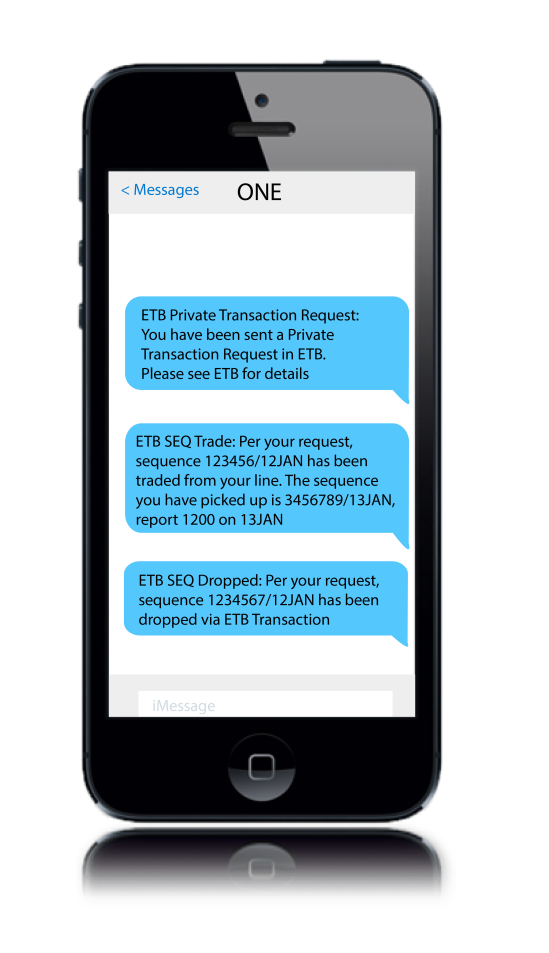 < Messages ONE
ETB Private Transaction Request:
You have been sent a Private
Transaction Request in ETB.
Please see ETB for details
ETB SEQ Trade: Per your request,
sequence 123456/12JAN has been
traded from your line. The sequence
you have picked up is 3456789/13JAN,
report 1200 on 13JAN
ETB SEQ Dropped: Per your request,
sequence 1234567/12JAN has been
dropped via ETB Transaction
iMessage